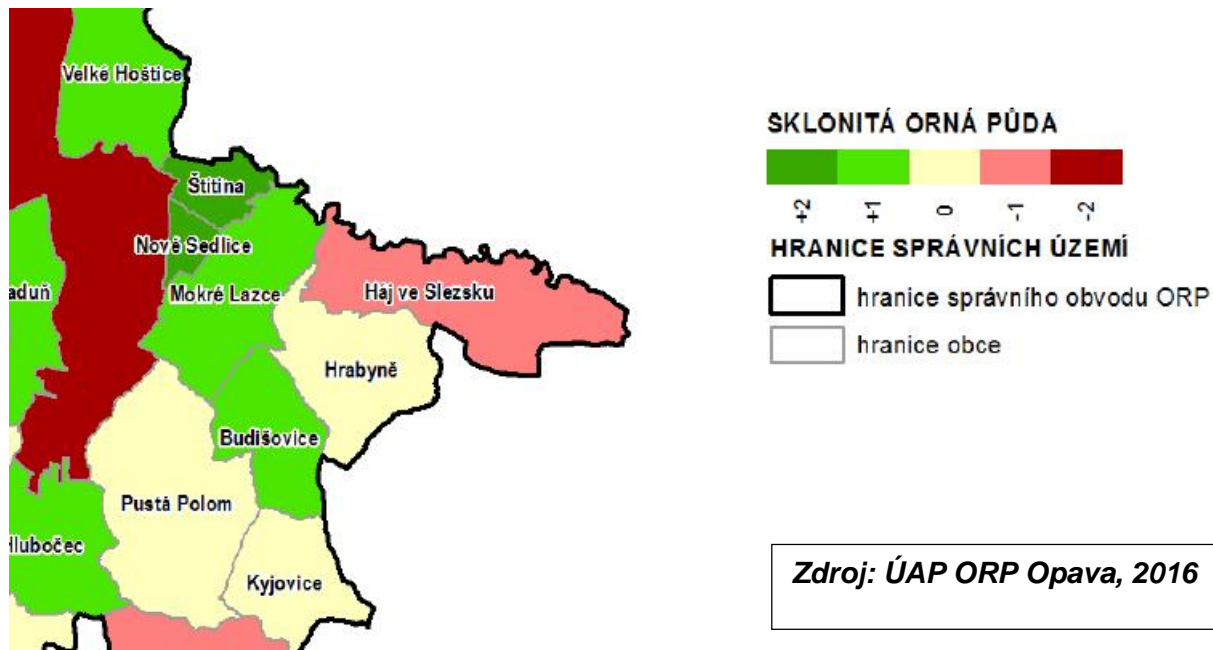 Velké Hoštice
Štítina
Nové Sedlice
aduň
Mokré Lazce
Háj ve Slezsku
Hrabyně
Budišovice
Pustá Polom
Hlubočec
Kyjovice
SKLONITÁ ORNÁ PŮDA
+2 +1 0 -1 -2
HRANICE SPRÁVNÍCH ÚZEMÍ
hranice správního obvodu ORP
hranice obce
Zdroj: ÚAP ORP Opava, 2016